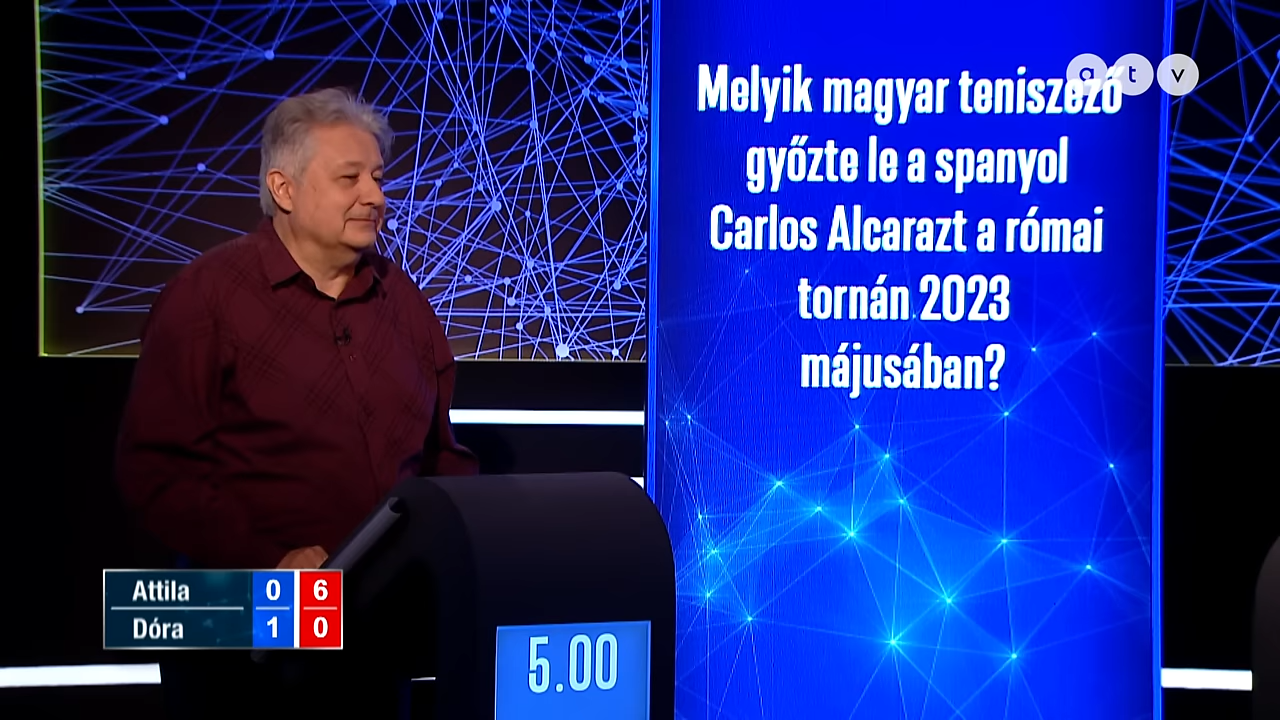 atv
Melyik magyar teniszező
győzte le a spanyol
Carlos Alcarazt a római
tornán 2023
májusában?
Attila 0 6
Dóra 1 0
5.00